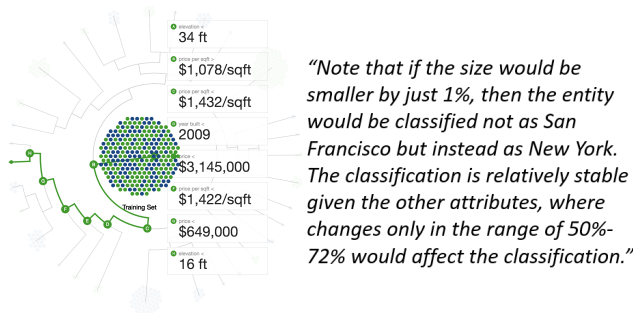 A elevation <
34 ft
B price per sqft <
$1,078/sqft
C price per sqft <
$1,432/sqft
D year built <
2009
price <
$3,145,000
F price per sqft <
$1,422/sqft
G price <
$649,000
H elevation <
16 ft
Training Set
“Note that if the size would be
smaller by just 1%, then the entity
would be classified not as San
Francisco but instead as New York.
The classification is relatively stable
given the other attributes, where
changes only in the range of 50%-
72% would affect the classification.”